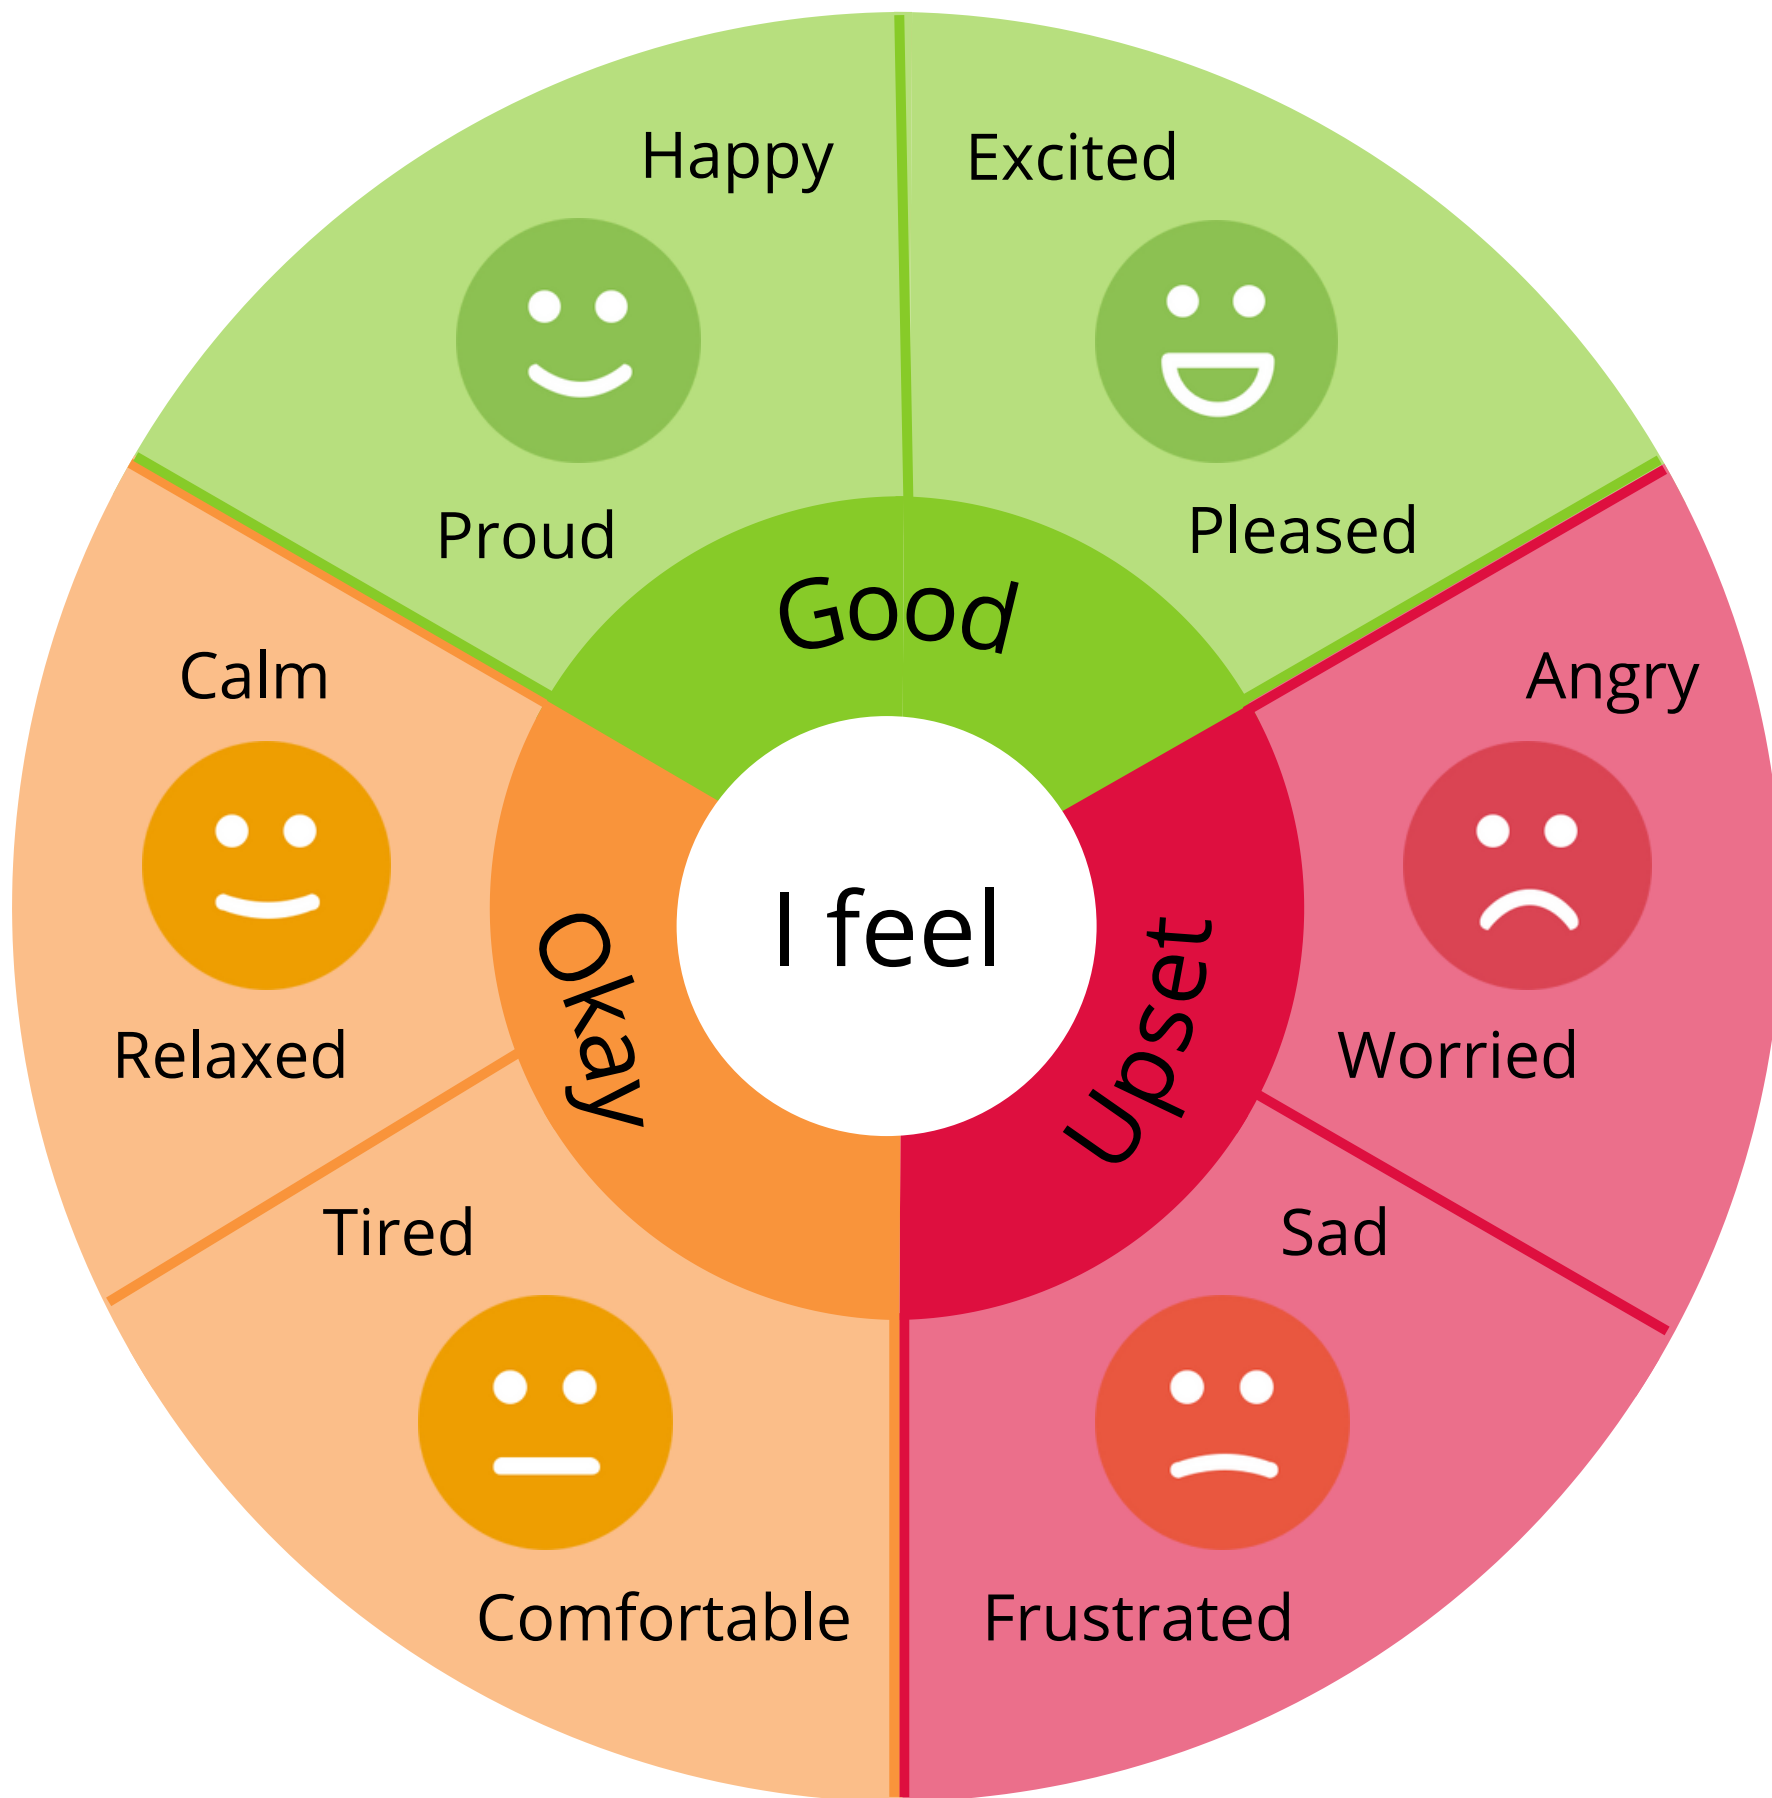 Happy
Excited
Proud
Pleased
Good
Calm
Angry
I feel
Okay
Upset
Relaxed
Worried
Tired
Sad
Comfortable
Frustrated